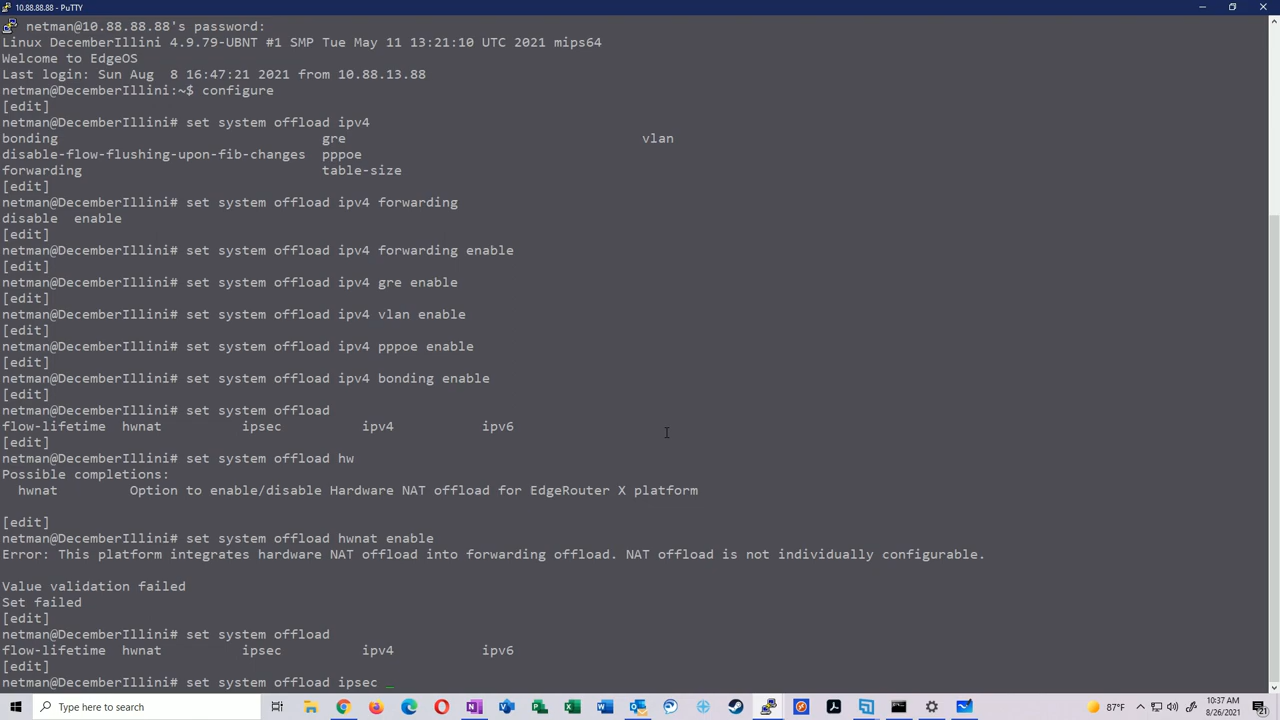 10.88.88.88 - PuTTY
netman@10.88.88.88's password:
Linux DecemberIllini 4.9.79-UBNT #1 SMP Tue May 11 13:21:10 UTC 2021 mips64
Welcome to EdgeOS
Last login: Sun Aug  8 16:47:21 2021 from 10.88.13.88
netman@DecemberIllini:~$ configure
[edit]
netman@DecemberIllini# set system offload ipv4
bonding gre vlan
disable-flow-flushing-upon-fib-changes pppoe
forwarding table-size
[edit]
netman@DecemberIllini# set system offload ipv4 forwarding
disable  enable
[edit]
netman@DecemberIllini# set system offload ipv4 forwarding enable
[edit]
netman@DecemberIllini# set system offload ipv4 gre enable
[edit]
netman@DecemberIllini# set system offload ipv4 vlan enable
[edit]
netman@DecemberIllini# set system offload ipv4 pppoe enable
[edit]
netman@DecemberIllini# set system offload ipv4 bonding enable
[edit]
netman@DecemberIllini# set system offload
flow-lifetime hwnat ipsec ipv4 ipv6
[edit]
netman@DecemberIllini# set system offload hw
Possible completions:
hwnat Option to enable/disable Hardware NAT offload for EdgeRouter X platform
[edit]
netman@DecemberIllini# set system offload hwnat enable
Error: This platform integrates hardware NAT offload into forwarding offload. NAT offload is not individually configurable.
Value validation failed
Set failed
[edit]
netman@DecemberIllini# set system offload
flow-lifetime hwnat ipsec ipv4 ipv6
[edit]
netman@DecemberIllini# set system offload ipsec _
Type here to search
87°F
10:37 AM
8/26/2021
21